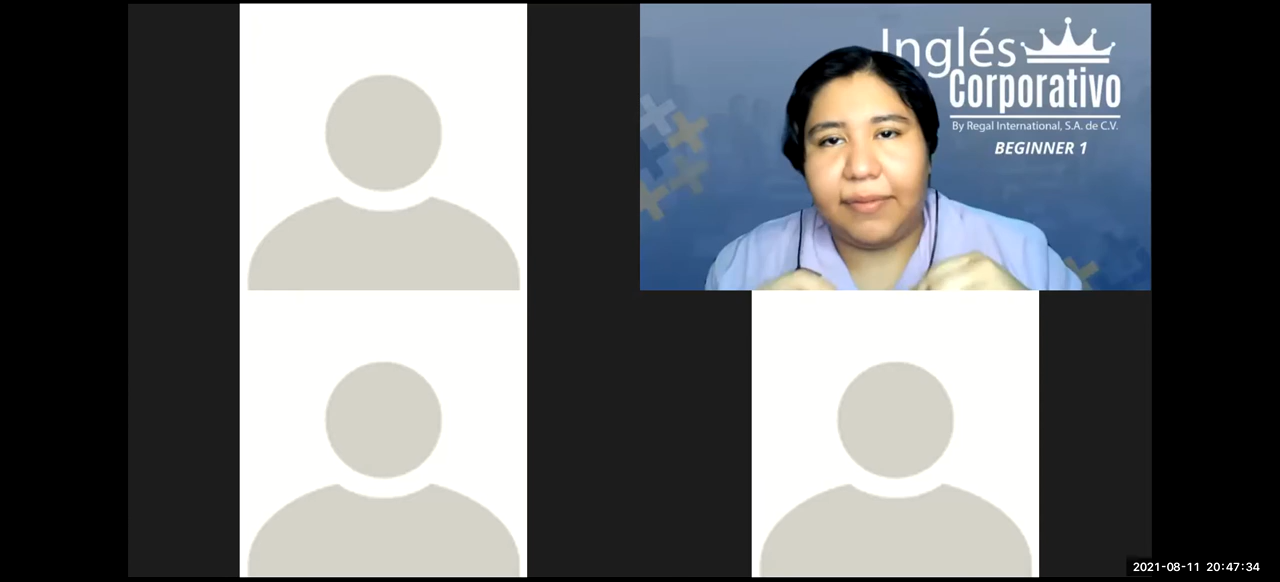 Inglés
Corporativo
By Regal International, S.A. de C.V.
BEGINNER 1
2021-08-11 20:47:34